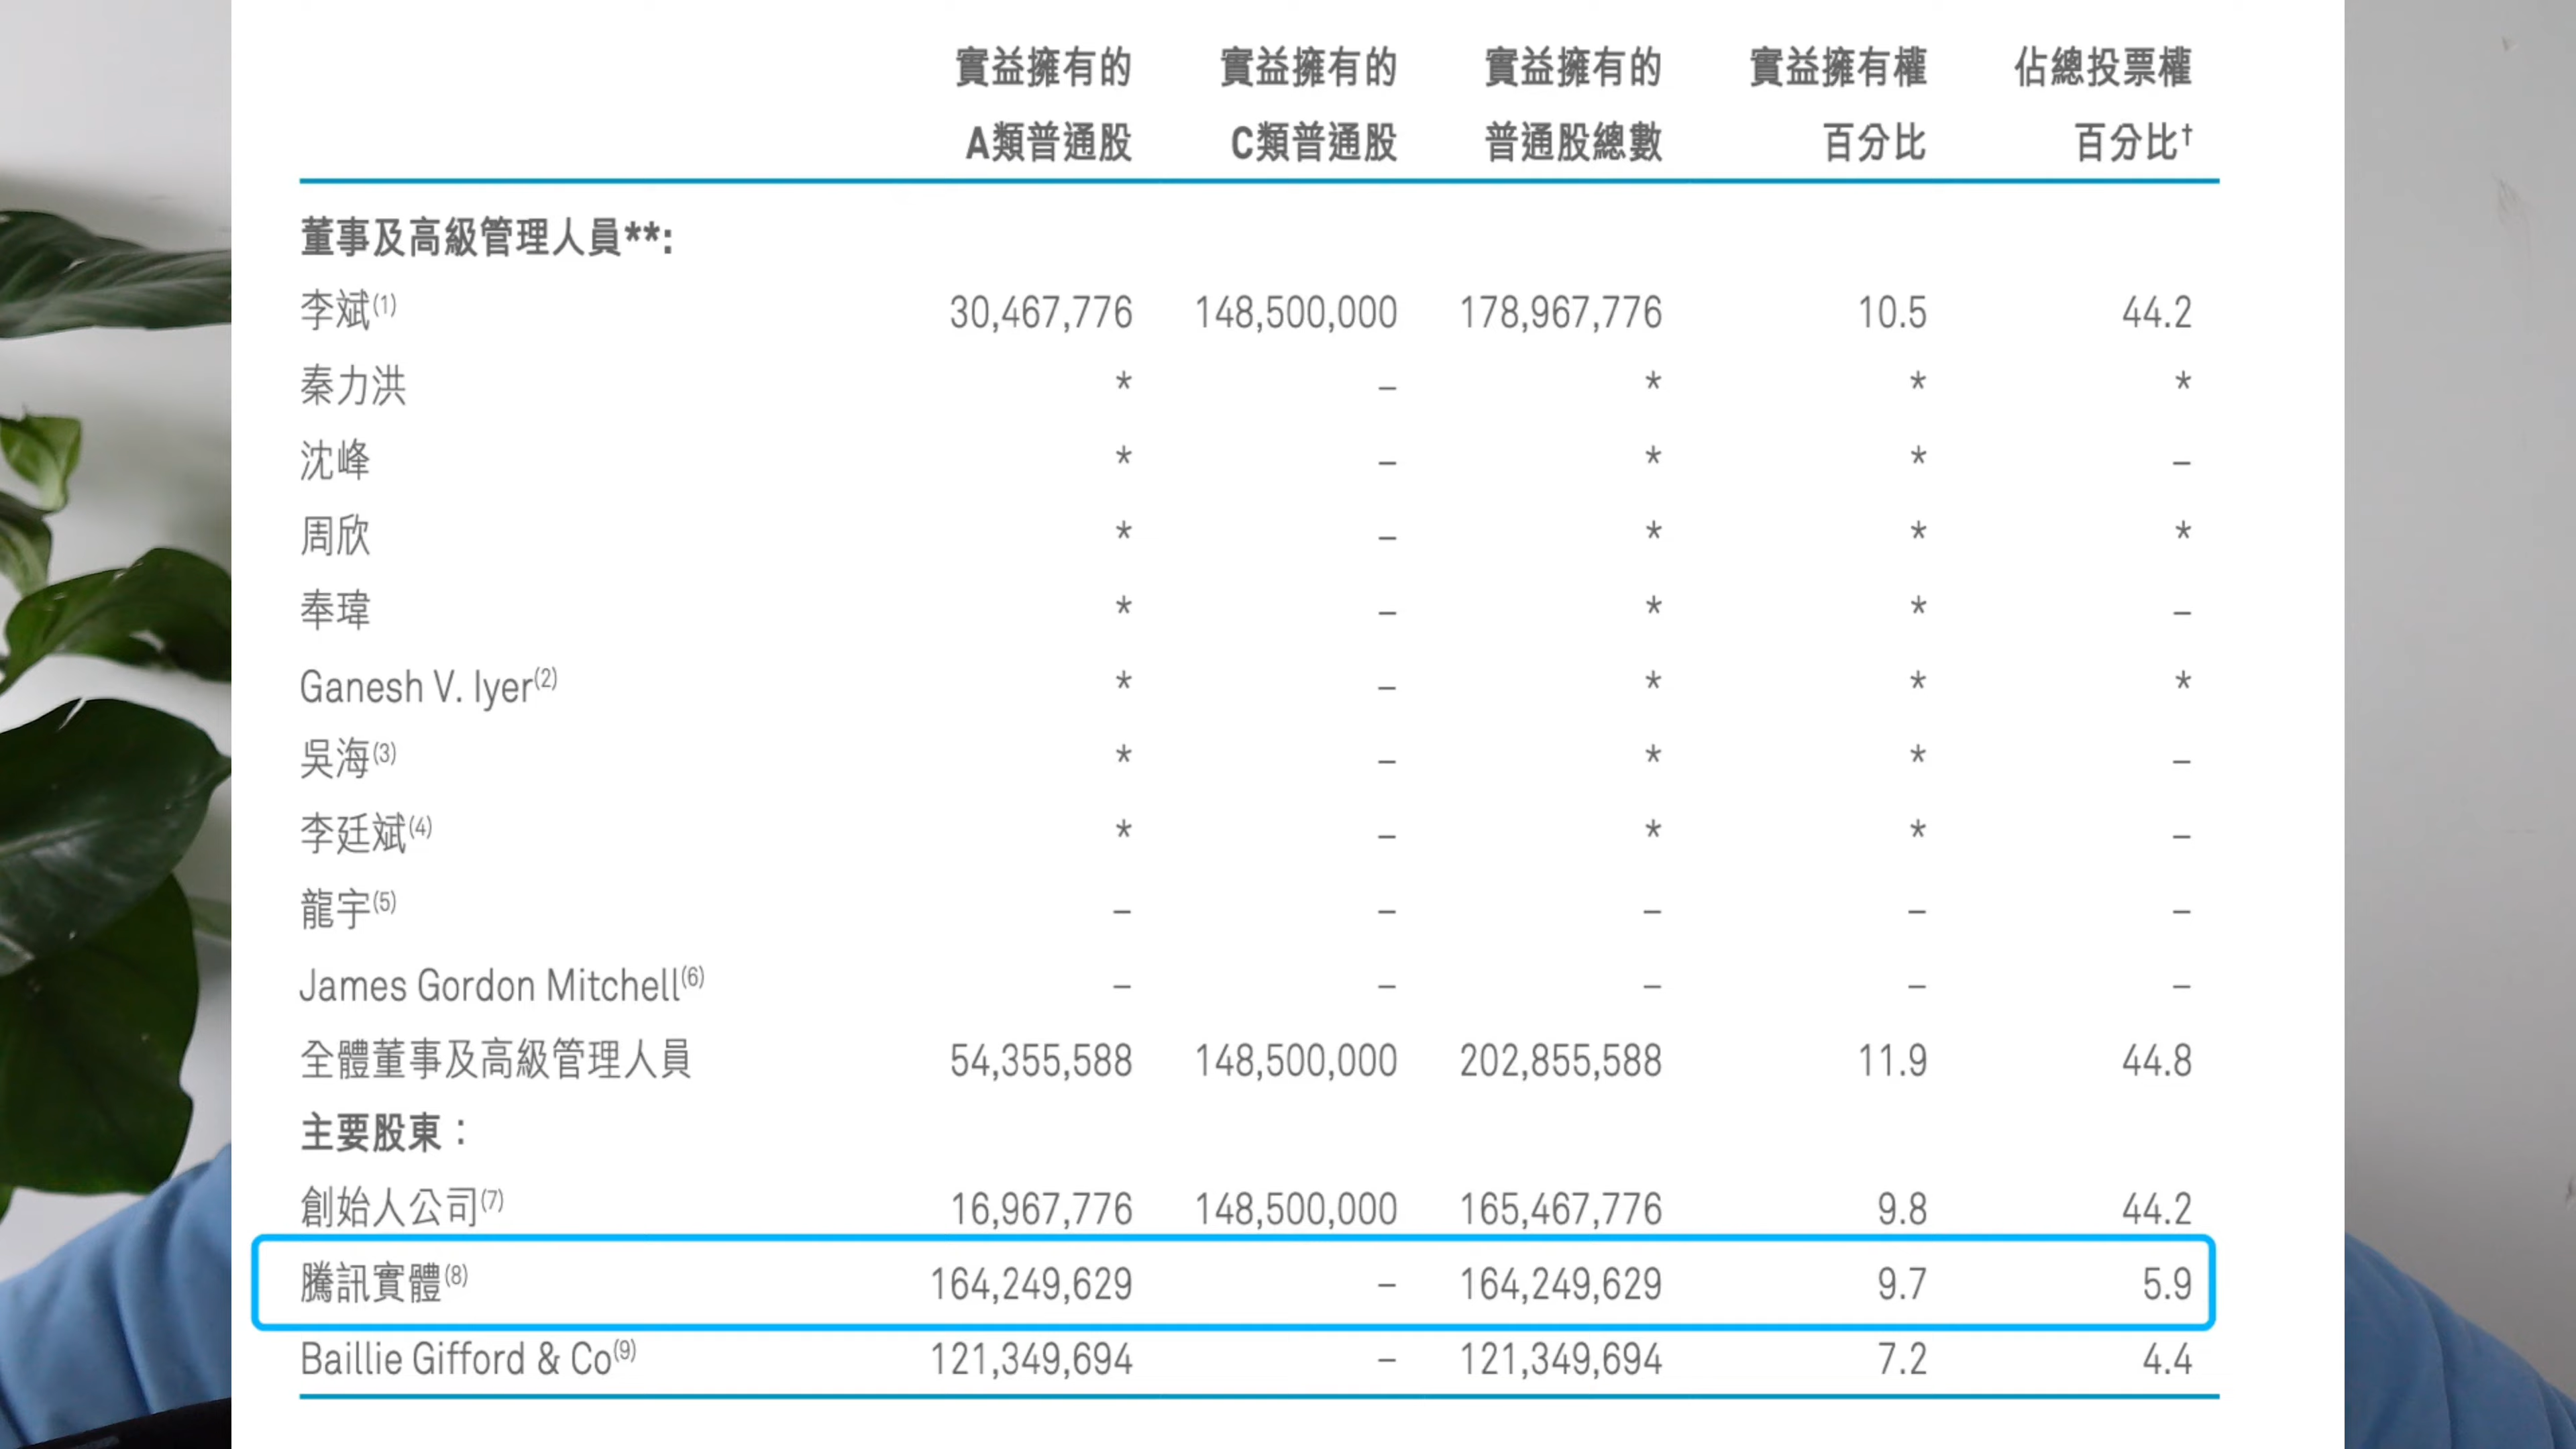 實益擁有的 實益擁有的 實益擁有的 實益擁有權 佔總投票權
A類普通股 C類普通股 普通股總數 百分比 百分比†
董事及高級管理人員**:
李斌(1) 30,467,776 148,500,000 178,967,776 10.5 44.2
秦力洪 * – * * *
沈峰 * – * * –
周欣 * – * * *
奉瑋 * – * * –
Ganesh V. Iyer(2) * – * * *
吳海(3) * – * * –
李廷斌(4) * – * * –
龍宇(5) – – – – –
James Gordon Mitchell(6) – – – – –
全體董事及高級管理人員 54,355,588 148,500,000 202,855,588 11.9 44.8
主要股東：
創始人公司(7) 16,967,776 148,500,000 165,467,776 9.8 44.2
騰訊實體(8) 164,249,629 – 164,249,629 9.7 5.9
Baillie Gifford & Co(9) 121,349,694 – 121,349,694 7.2 4.4